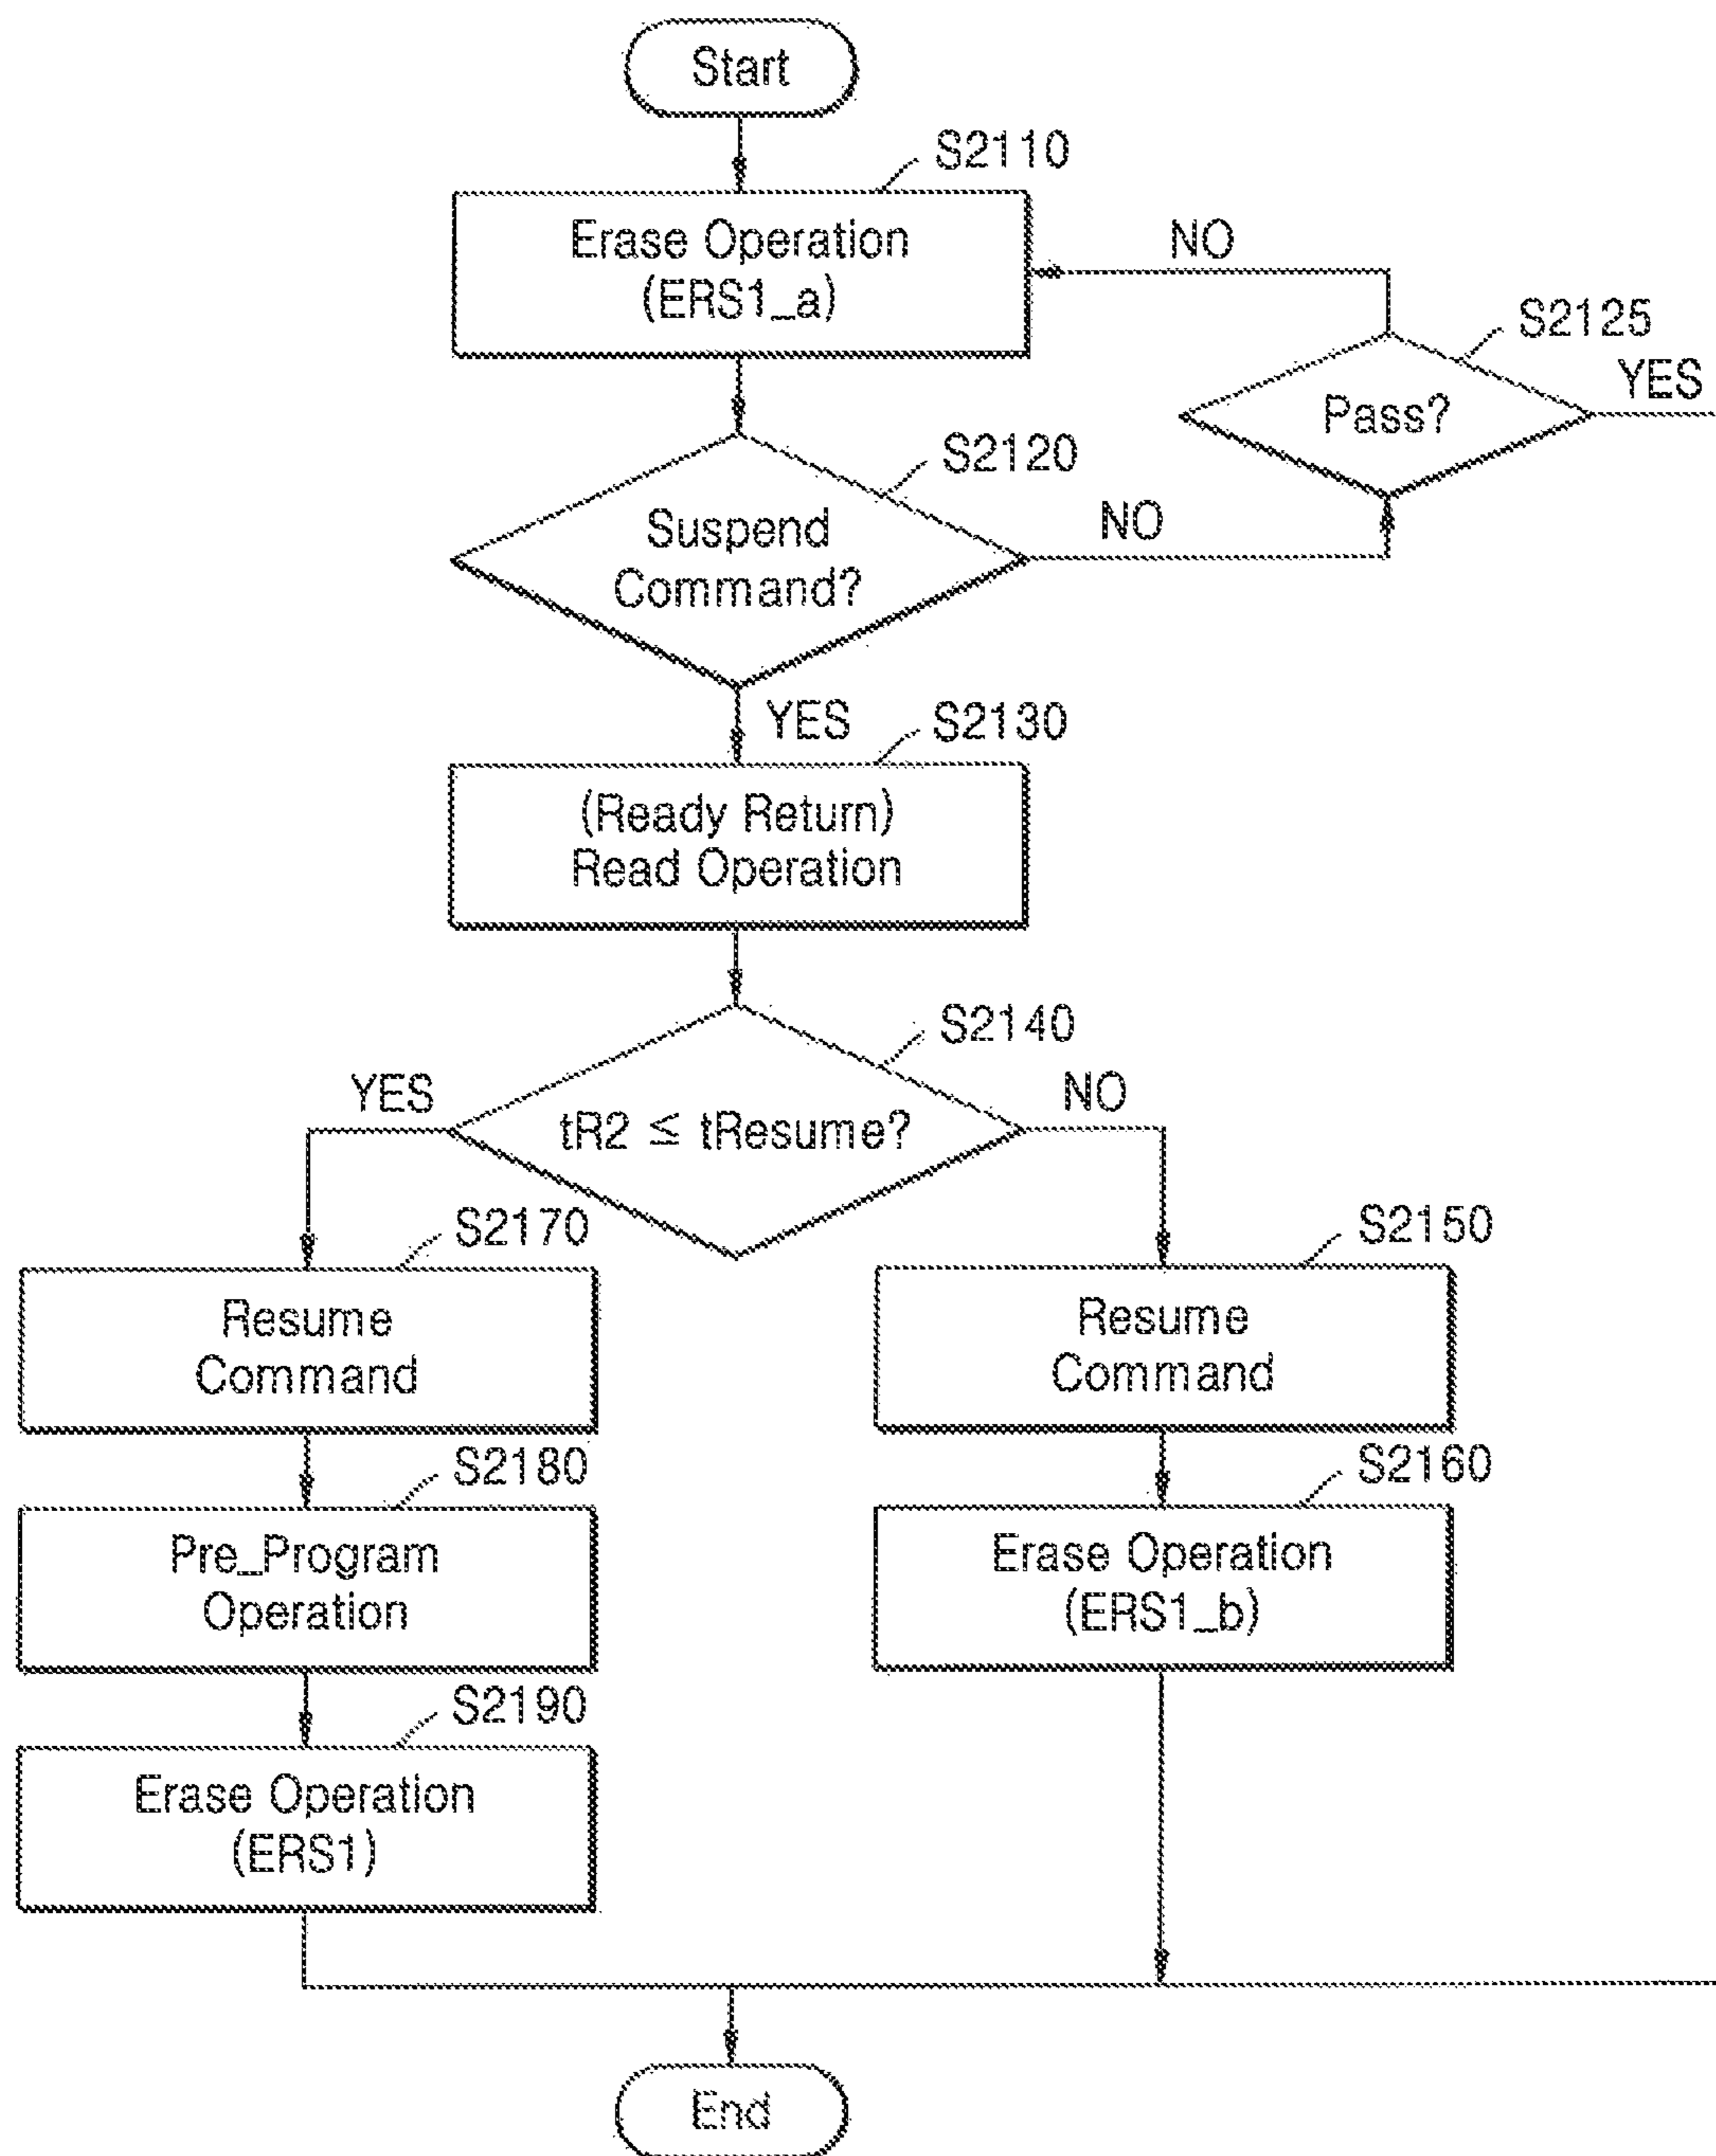 Start
S2110
Erase Operation
(ERS1_a)
NO
S2125
Pass?
YES
S2120
Suspend
Command?
NO
YES
S2130
(Ready Return)
Read Operation
S2140
YES
tR2 ≤ tResume?
NO
S2170
Resume
Command
S2150
Resume
Command
S2180
Pre_Program
Operation
S2160
Erase Operation
(ERS1_b)
S2190
Erase Operation
(ERS1)
End